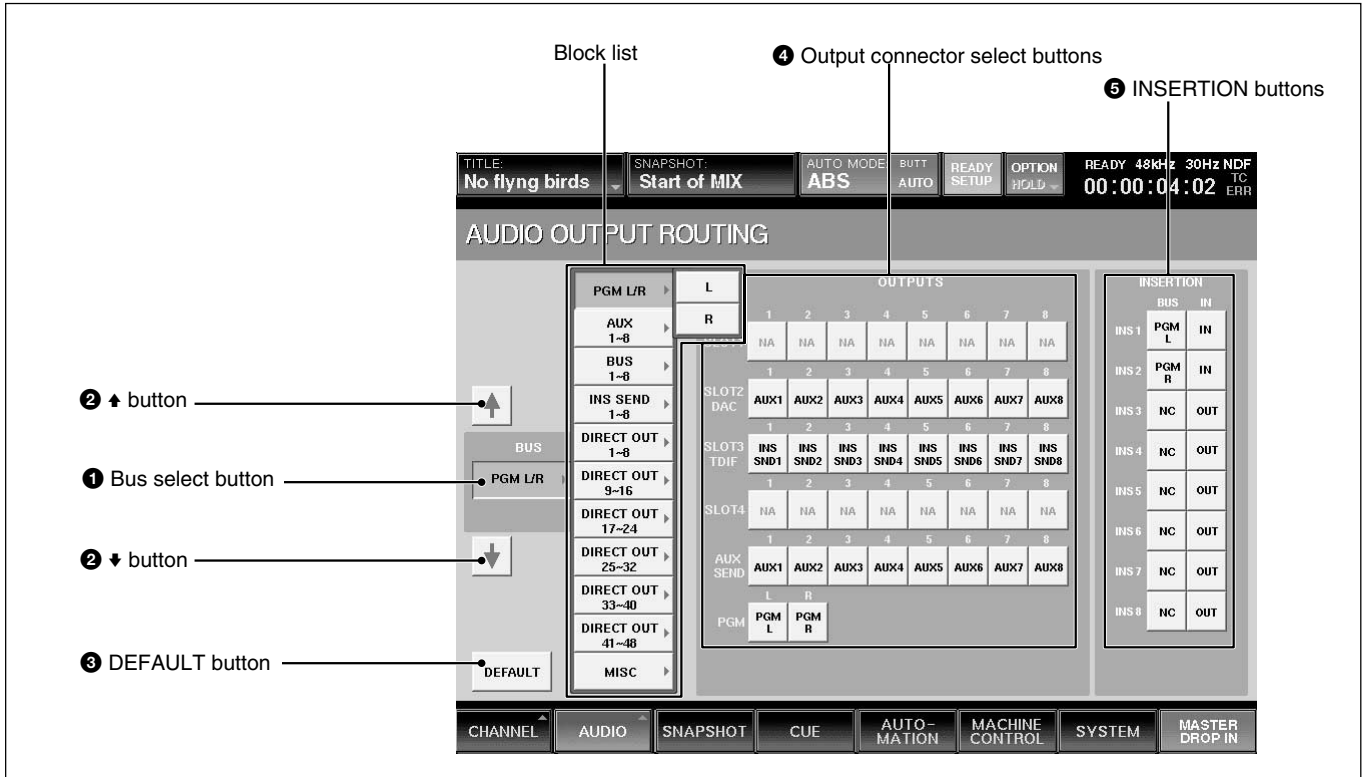 Block list
❹ Output connector select buttons
❺ INSERTION buttons
TITLE: SNAPSHOT: AUTO MODE: BUTT READY OPTION READY 48kHz 30Hz NDF
No flyng birds Start of MIX ABS AUTO SETUP HOLD 00:00:04:02 TC ERR
AUDIO OUTPUT ROUTING
❷ button
❶ Bus select button
❷ button
❸ DEFAULT button
BUS
PGM L/R
DEFAULT
PGM L/R
AUX 1~8
BUS 1~8
INS SEND 1~8
DIRECT OUT 1~8
DIRECT OUT 9~16
DIRECT OUT 17~24
DIRECT OUT 25~32
DIRECT OUT 33~40
DIRECT OUT 41~48
MISC
L
R
OUTPUTS
1 2 3 4 5 6 7 8
NA NA NA NA NA NA NA NA
1 2 3 4 5 6 7 8
SLOT2 DAC AUX1 AUX2 AUX3 AUX4 AUX5 AUX6 AUX7 AUX8
1 2 3 4 5 6 7 8
SLOT3 TDIF INS SND1 INS SND2 INS SND3 INS SND4 INS SND5 INS SND6 INS SND7 INS SND8
1 2 3 4 5 6 7 8
SLOT4 NA NA NA NA NA NA NA NA
1 2 3 4 5 6 7 8
AUX SEND AUX1 AUX2 AUX3 AUX4 AUX5 AUX6 AUX7 AUX8
L R
PGM PGM L PGM R
INSERTION
BUS IN
INS 1 PGM L IN
INS 2 PGM R IN
INS 3 NC OUT
INS 4 NC OUT
INS 5 NC OUT
INS 6 NC OUT
INS 7 NC OUT
INS 8 NC OUT
CHANNEL AUDIO SNAPSHOT CUE AUTO-MATION MACHINE CONTROL SYSTEM MASTER DROP IN